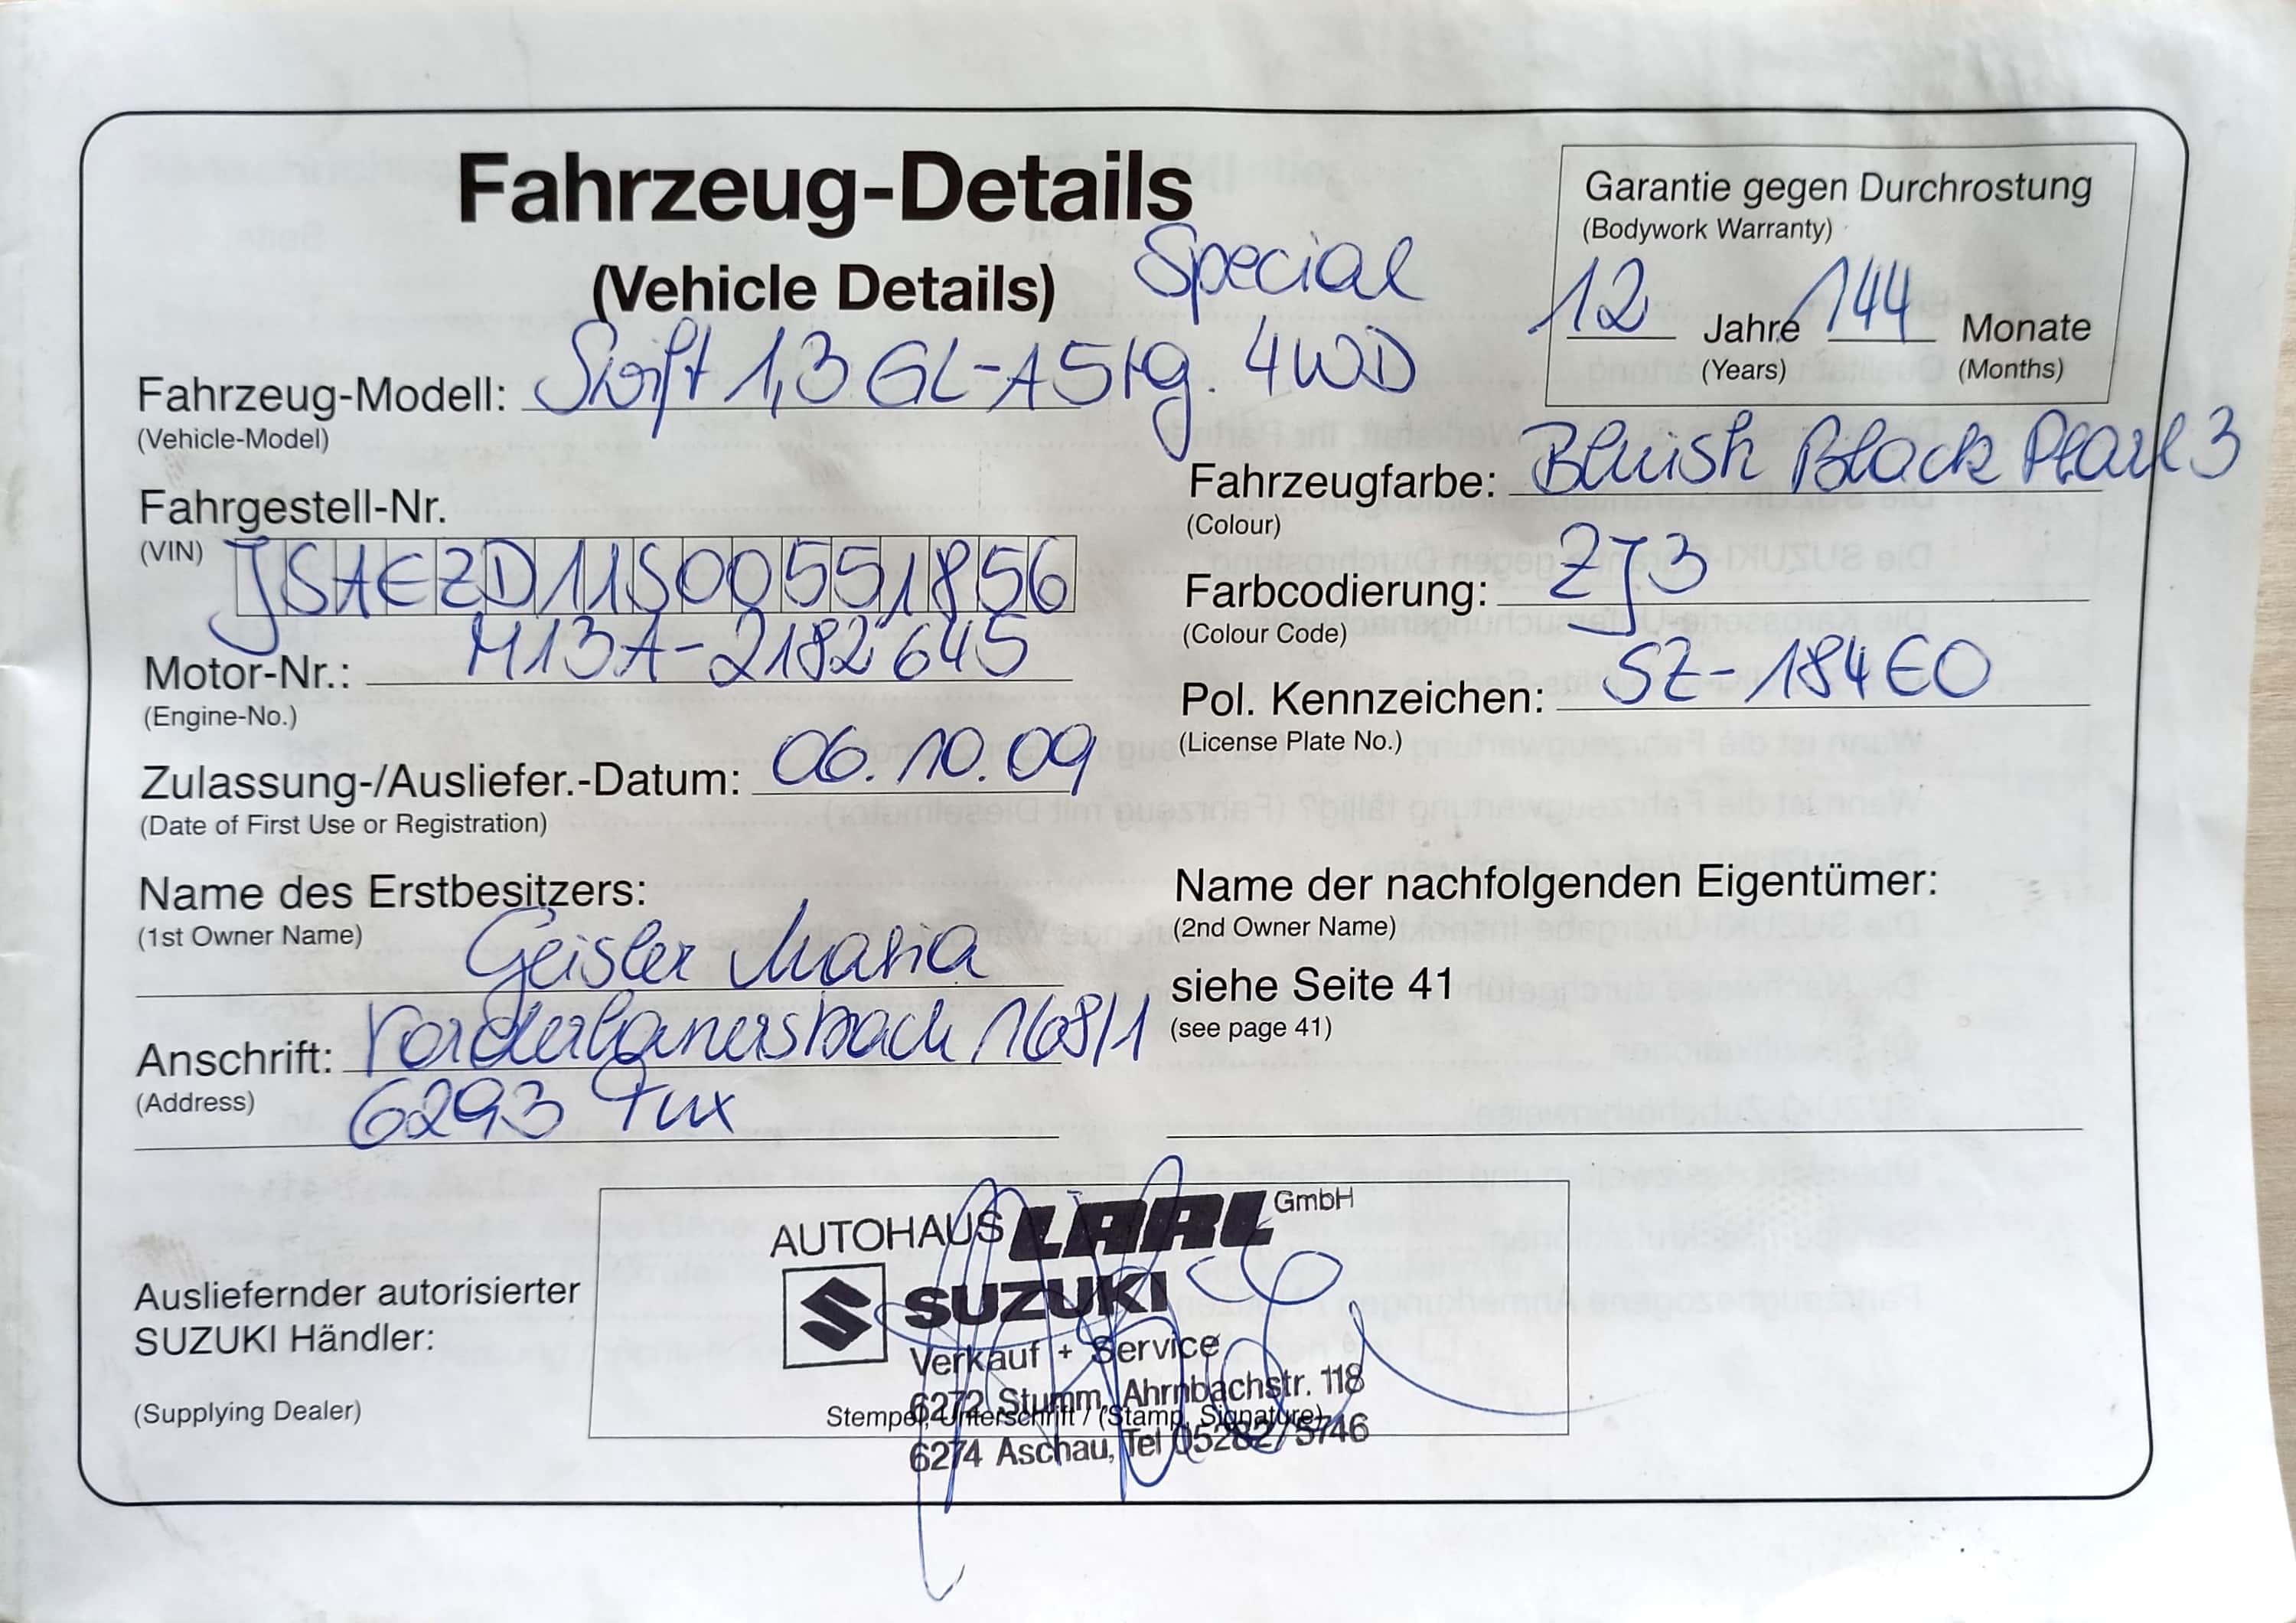 Fahrzeug-Details
(Vehicle Details)
Garantie gegen Durchrostung
(Bodywork Warranty)
12 Jahre 144 Monate
(Years) (Months)
Special
Fahrzeug-Modell: Swift 1,3 GL-A 5tg. 4WD
(Vehicle-Model)
Fahrgestell-Nr.
(VIN) JSAEZD11S00551856
Motor-Nr.: M13A-2182645
(Engine-No.)
Zulassung-/Ausliefer.-Datum: 06.10.09
(Date of First Use or Registration)
Fahrzeugfarbe: Bluish Black Pearl 3
(Colour)
Farbcodierung: ZJ3
(Colour Code)
Pol. Kennzeichen: SZ-184EO
(License Plate No.)
Name des Erstbesitzers:
(1st Owner Name) Geisler Maria
Anschrift: Vorderlanersbach 168/1
(Address) 6293 Tux
Name der nachfolgenden Eigentümer:
(2nd Owner Name)
siehe Seite 41
(see page 41)
Ausliefernder autorisierter
SUZUKI Händler:
(Supplying Dealer)
AUTOHAUS LÄRL GmbH
SUZUKI
Verkauf + Service
6272 Stumm, Ahrnbachstr. 118
Stempel, Unterschrift / (Stamp, Signature)
6274 Aschau, Tel 05282/5746